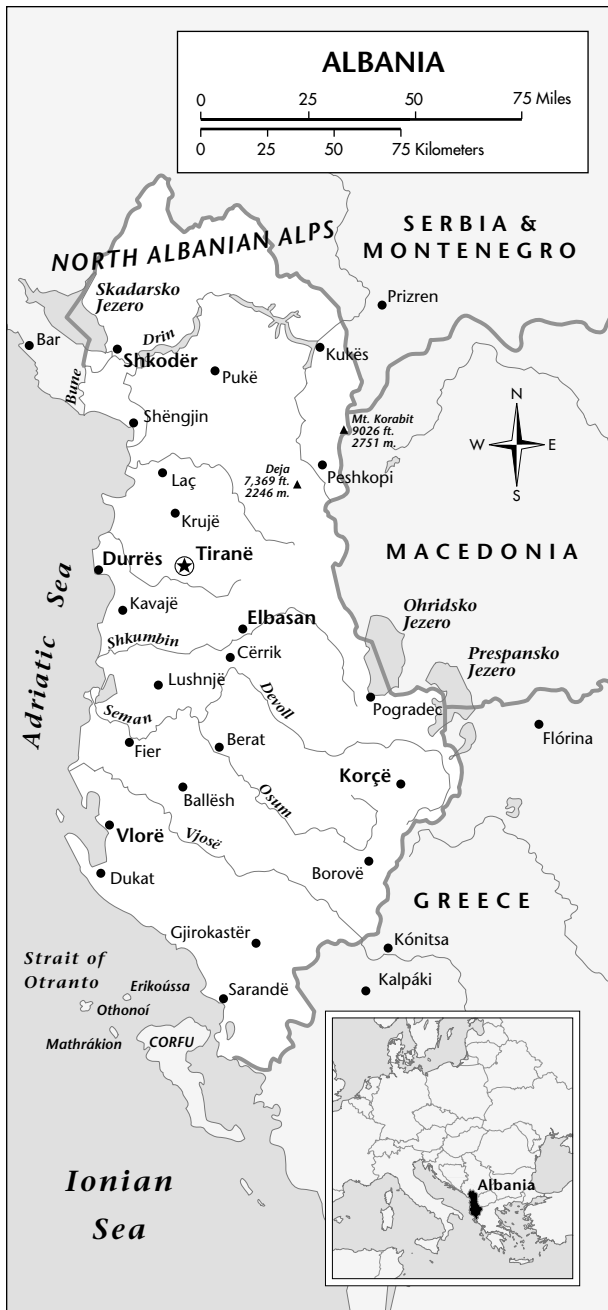 ALBANIA
0 25 50 75 Miles
0 25 50 75 Kilometers
NORTH ALBANIAN ALPS
SERBIA &
MONTENEGRO
Skadarsko
Jezero
Prizren
Bar
Drin
Shkodër
Kukës
Pukë
Bune
Shëngjin
Mt. Korabit
9026 ft.
2751 m.
N
W E
S
Laç
Deja
7,369 ft.
2246 m.
Peshkopi
Krujë
Durrës
Tiranë
MACEDONIA
Adriatic Sea
Kavajë
Elbasan
Ohridsko
Jezero
Shkumbin
Cërrik
Prespansko
Jezero
Lushnjë
Devoll
Pogradec
Seman
Fier
Berat
Flórina
Korçë
Ballësh
Osum
Vlorë
Vjosë
Borovë
Dukat
GREECE
Gjirokastër
Kónitsa
Strait of
Otranto
Erikoússa
Sarandë
Kalpáki
Othonoí
Mathrákion
CORFU
Ionian
Sea
Albania